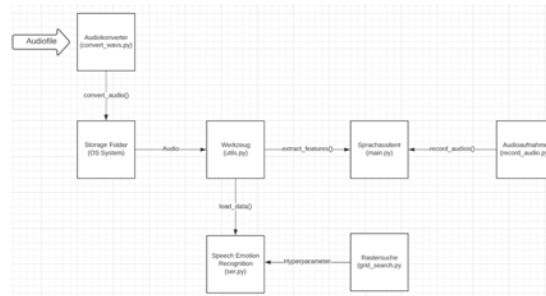 Audiofile
Audiokonverter
(convert_wavs.py)
convert_audio()
Storage Folder
(OS System)
Audio
Werkzeug
(utils.py)
extract_features()
Sprachassitent
(main.py)
record_audios()
Audioaufnahme
(record_audio.py)
load_data()
Speech Emotion
Recognition
(ser.py)
Hyperparameter
Rastersuche
(grid_search.py